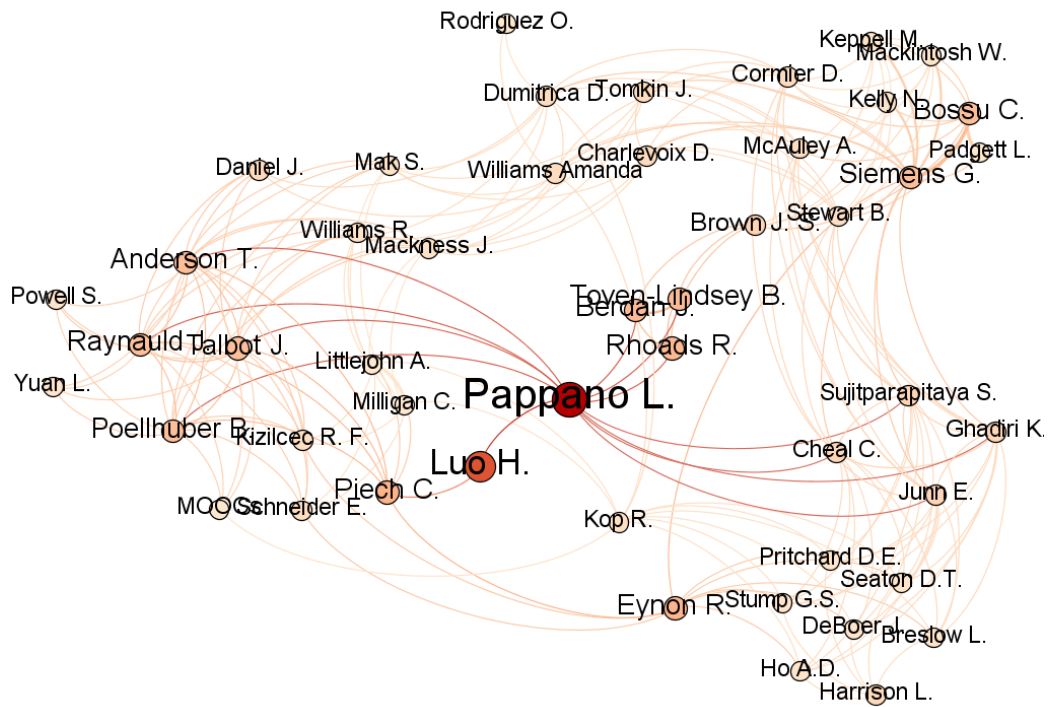 Rodriguez O.
Keppell M.
Mackintosh W.
Cormier D.
Tomkin J.
Dumitrica D.
Kelly N.
Bossu C.
McAuley A.
Padgett L.
Charlevoix D.
Mak S.
Daniel J.
Williams Amanda
Siemens G.
Stewart B.
Brown J. S.
Williams R.
Mackness J.
Anderson T.
Powell S.
Toven-Lindsey B.
Berdan J.
Raynauld J.
Talbot J.
Rhoads R.
Littlejohn A.
Yuan L.
Pappano L.
Sujitparapitaya S.
Milligan C.
Poellhuber B.
Kizilcec R. F.
Ghadiri K.
Cheal C.
Luo H.
Piech C.
Junn E.
MOOCs
Schneider E.
Kop R.
Pritchard D.E.
Seaton D.T.
Eynon R.
Stump G.S.
DeBoer J.
Breslow L.
Ho A.D.
Harrison L.